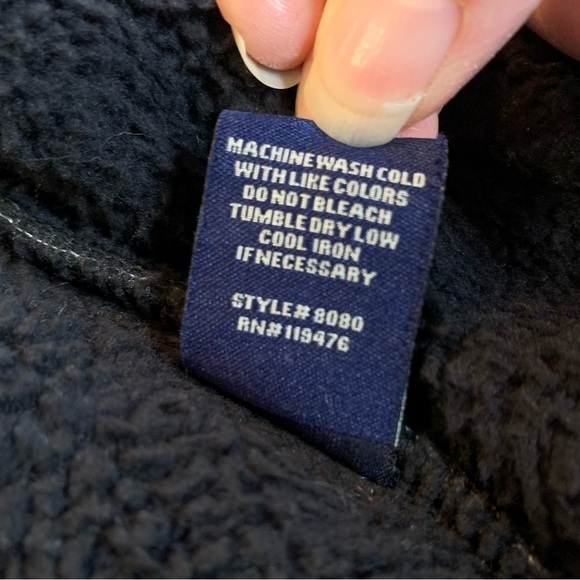 MACHINE WASH COLD
WITH LIKE COLORS
DO NOT BLEACH
TUMBLE DRY LOW
COOL IRON
IF NECESSARY
STYLE# 8080
RN# 119476